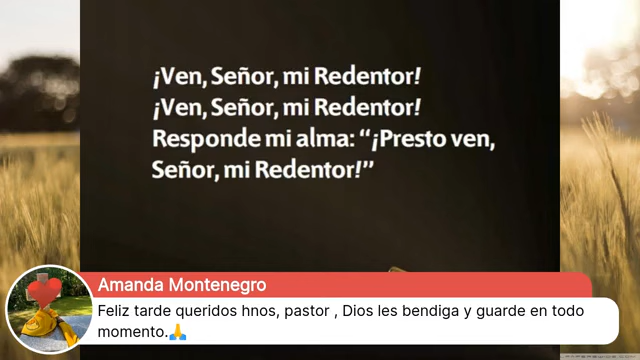 ¡Ven, Señor, mi Redentor!
¡Ven, Señor, mi Redentor!
Responde mi alma: “¡Presto ven,
Señor, mi Redentor!”
Amanda Montenegro
Feliz tarde queridos hnos, pastor , Dios les bendiga y guarde en todo
momento.🙏